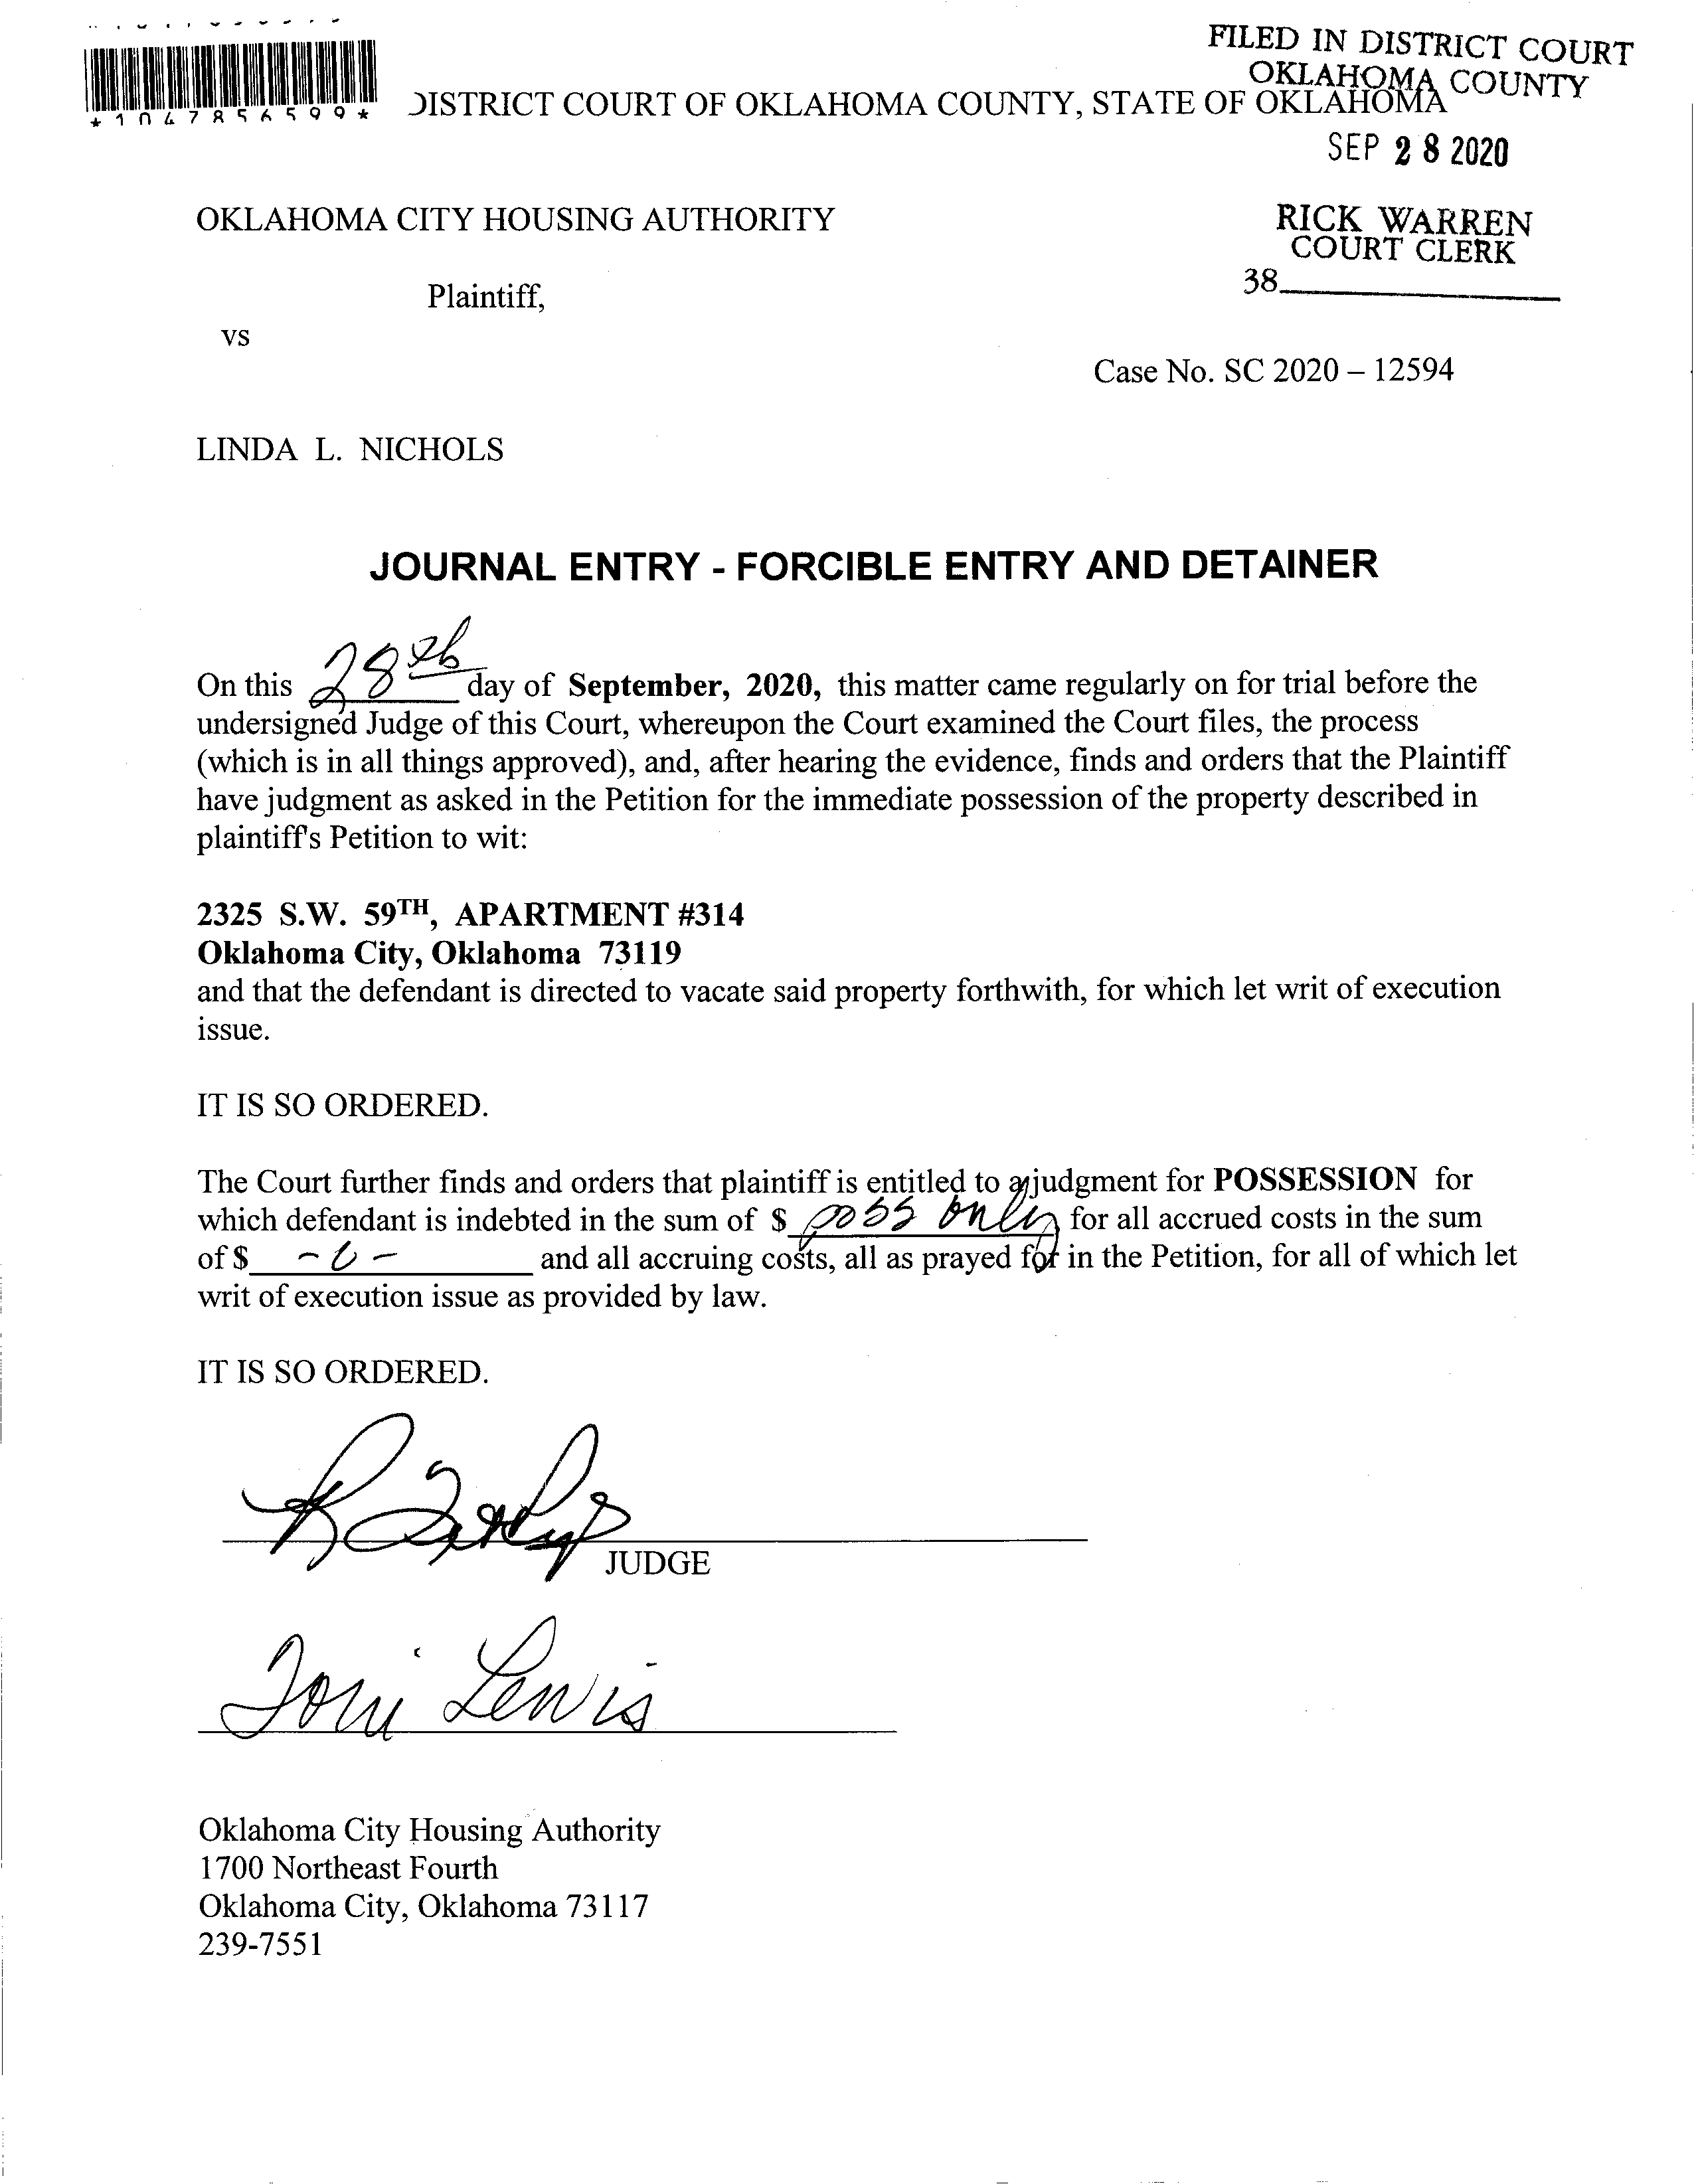 FILED IN DISTRICT COURT
OKLAHOMA COUNTY
*1047856599*
DISTRICT COURT OF OKLAHOMA COUNTY, STATE OF OKLAHOMA
SEP 28 2020
OKLAHOMA CITY HOUSING AUTHORITY
RICK WARREN
COURT CLERK
38
Plaintiff,
vs
Case No. SC 2020 – 12594
LINDA L. NICHOLS
JOURNAL ENTRY - FORCIBLE ENTRY AND DETAINER
On this 28th day of September, 2020, this matter came regularly on for trial before the
undersigned Judge of this Court, whereupon the Court examined the Court files, the process
(which is in all things approved), and, after hearing the evidence, finds and orders that the Plaintiff
have judgment as asked in the Petition for the immediate possession of the property described in
plaintiff's Petition to wit:
2325 S.W. 59TH, APARTMENT #314
Oklahoma City, Oklahoma 73119
and that the defendant is directed to vacate said property forthwith, for which let writ of execution
issue.
IT IS SO ORDERED.
The Court further finds and orders that plaintiff is entitled to a judgment for POSSESSION for
which defendant is indebted in the sum of $ poss only for all accrued costs in the sum
of $ -0- and all accruing costs, all as prayed for in the Petition, for all of which let
writ of execution issue as provided by law.
IT IS SO ORDERED.
JUDGE
Toni Lewis
Oklahoma City Housing Authority
1700 Northeast Fourth
Oklahoma City, Oklahoma 73117
239-7551